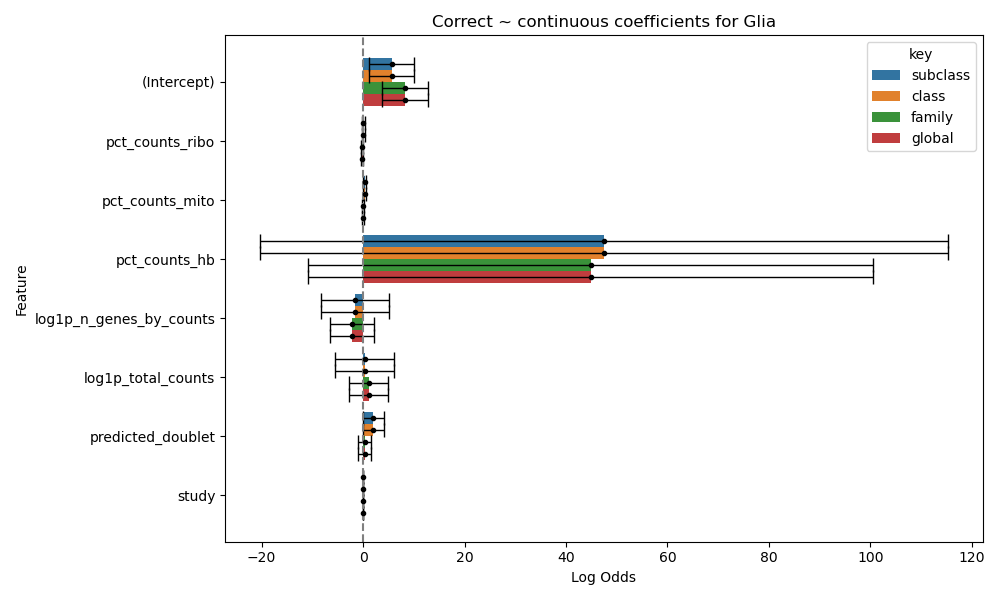 Correct ~ continuous coefficients for Glia
key
subclass
class
family
global
Feature
(Intercept)
pct_counts_ribo
pct_counts_mito
pct_counts_hb
log1p_n_genes_by_counts
log1p_total_counts
predicted_doublet
study
−20
0
20
40
60
80
100
120
Log Odds